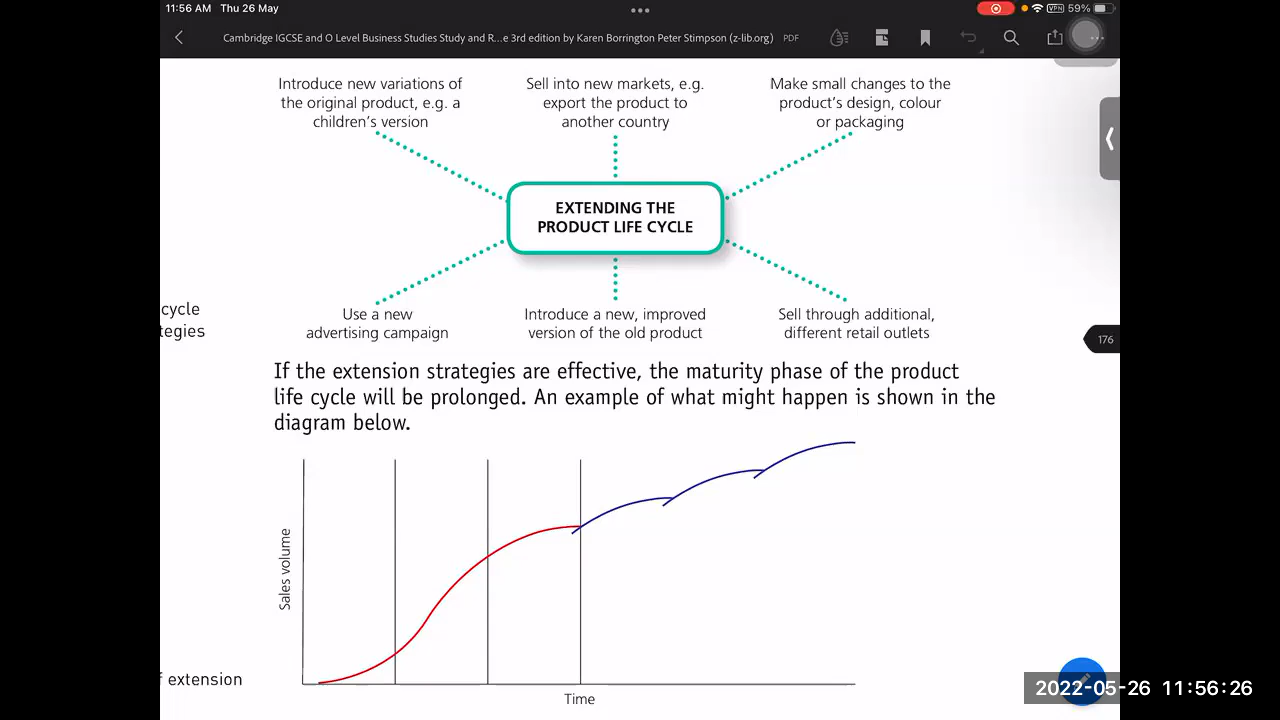 11:56 AM Thu 26 May
VPN 59%
Cambridge IGCSE and O Level Business Studies Study and R...e 3rd edition by Karen Borrington Peter Stimpson (z-lib.org) PDF
Introduce new variations of
the original product, e.g. a
children's version
Sell into new markets, e.g.
export the product to
another country
Make small changes to the
product's design, colour
or packaging
EXTENDING THE
PRODUCT LIFE CYCLE
cycle
tegies
Use a new
advertising campaign
Introduce a new, improved
version of the old product
Sell through additional,
different retail outlets
176
If the extension strategies are effective, the maturity phase of the product
life cycle will be prolonged. An example of what might happen is shown in the
diagram below.
Sales volume
Time
f extension
2022-05-26 11:56:26